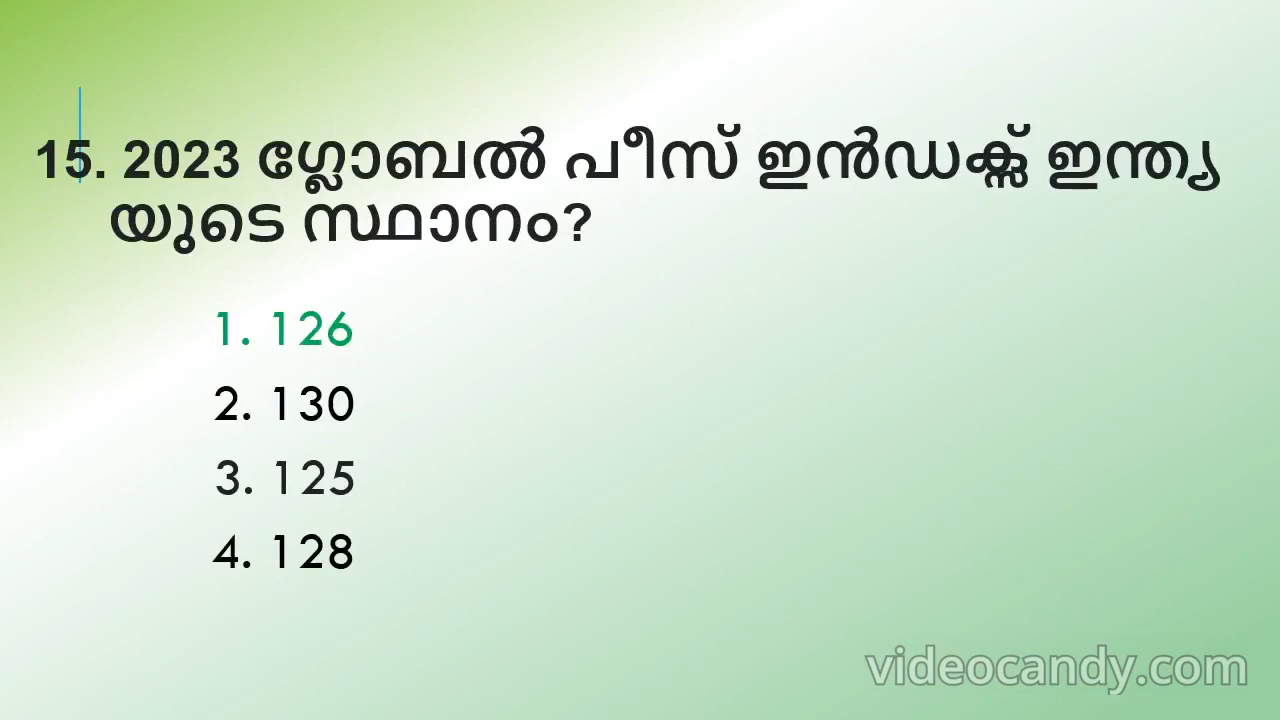 15. 2023 ഗ്ലോബൽ പീസ് ഇൻഡക്സ് ഇന്ത്യ
യുടെ സ്ഥാനം?
1. 126
2. 130
3. 125
4. 128
videocandy.com